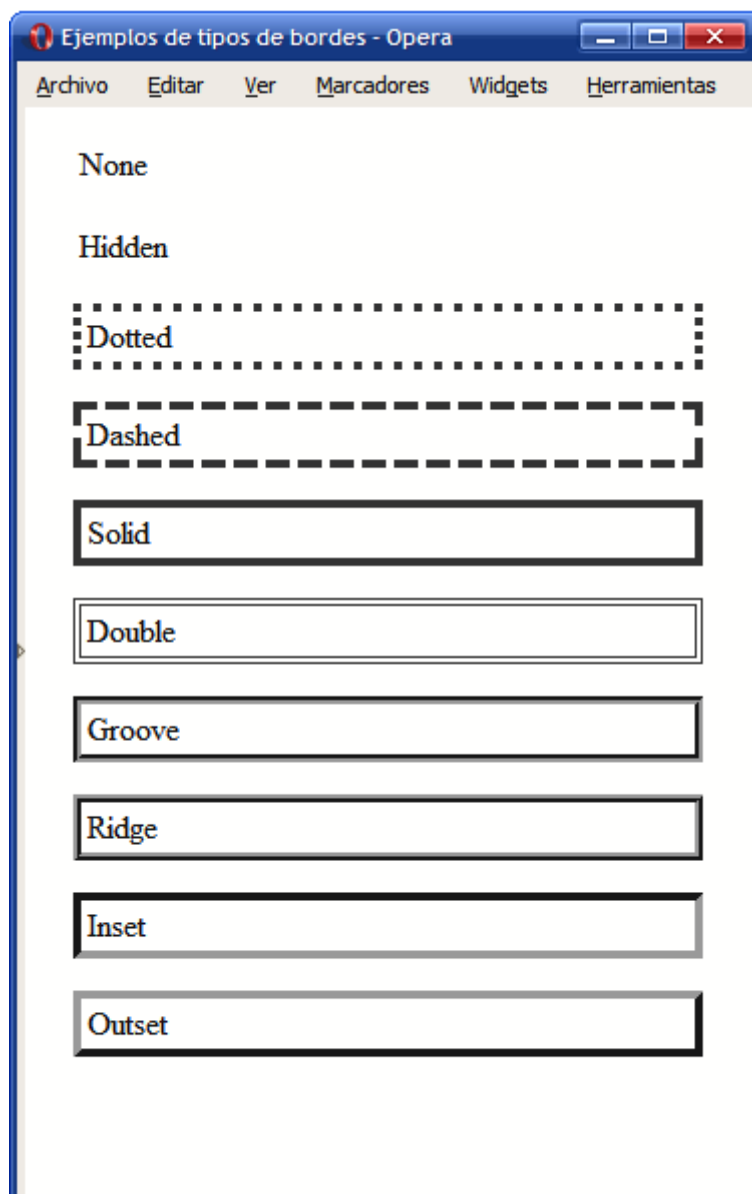 Ejemplos de tipos de bordes - Opera
Archivo Editar Ver Marcadores Widgets Herramientas
None
Hidden
Dotted
Dashed
Solid
Double
Groove
Ridge
Inset
Outset